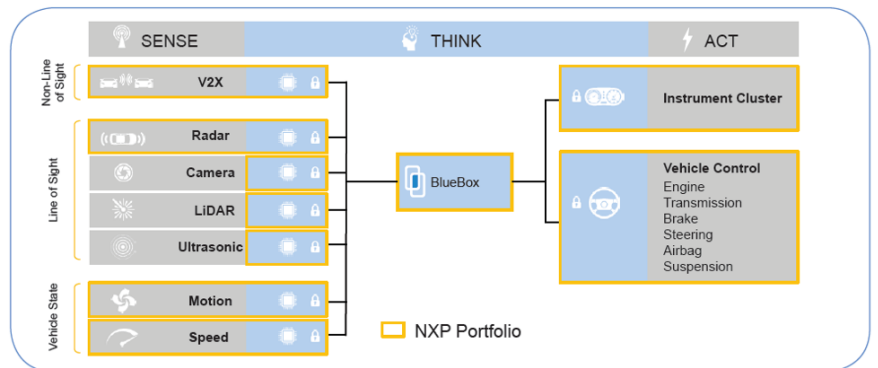 SENSE
THINK
ACT
Non-Line
of Sight
V2X
Line of Sight
Radar
Camera
LiDAR
Ultrasonic
Vehicle State
Motion
Speed
BlueBox
Instrument Cluster
Vehicle Control
Engine
Transmission
Brake
Steering
Airbag
Suspension
NXP Portfolio